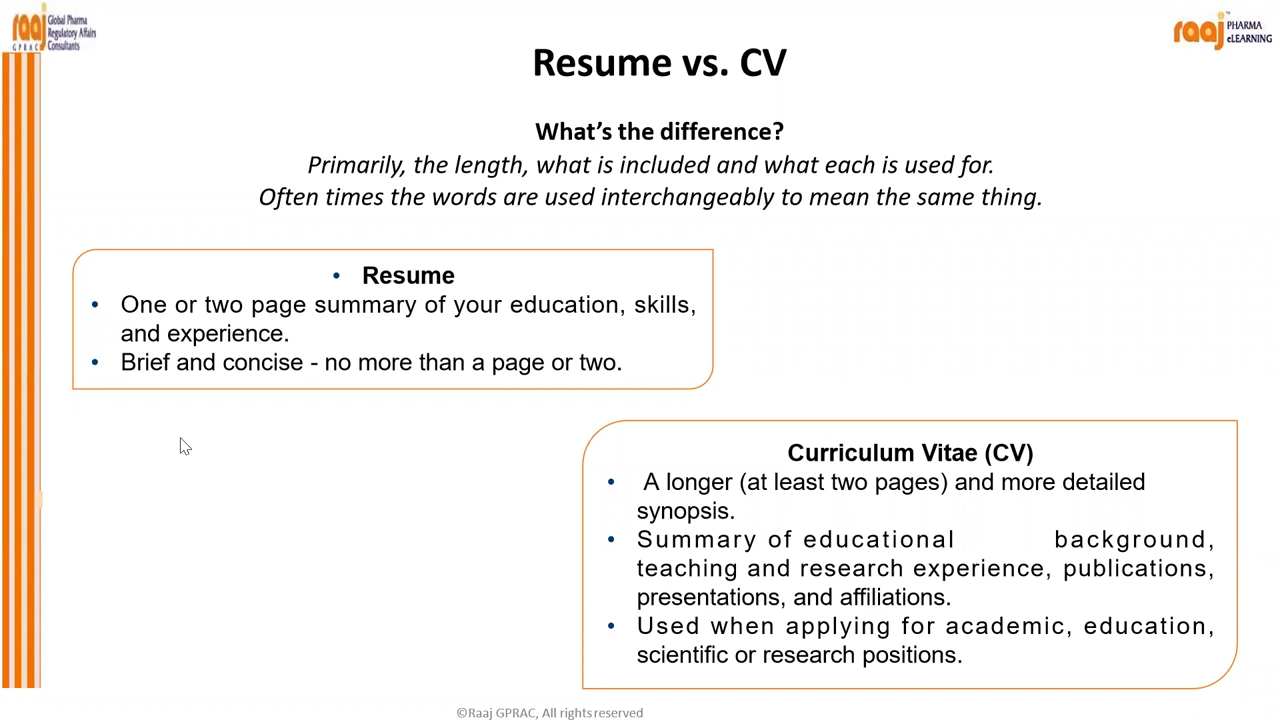 raaj Global Pharma
Regulatory Affairs
GPRAC Consultants
raaj PHARMA
eLEARNING
Resume vs. CV
What’s the difference?
Primarily, the length, what is included and what each is used for.
Often times the words are used interchangeably to mean the same thing.
• Resume
• One or two page summary of your education, skills,
and experience.
• Brief and concise - no more than a page or two.
Curriculum Vitae (CV)
• A longer (at least two pages) and more detailed
synopsis.
• Summary of educational background,
teaching and research experience, publications,
presentations, and affiliations.
• Used when applying for academic, education,
scientific or research positions.
©Raaj GPRAC, All rights reserved